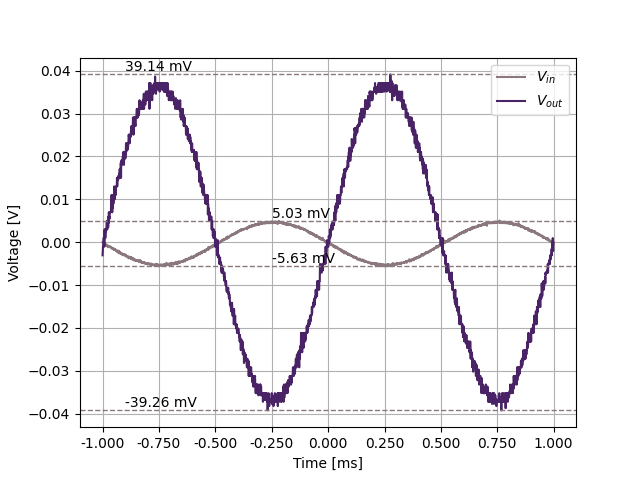 39.14 mV
V_in
V_out
5.03 mV
-5.63 mV
-39.26 mV
0.04
0.03
0.02
0.01
0.00
−0.01
−0.02
−0.03
−0.04
Voltage [V]
-1.000 -0.750 -0.500 -0.250 0.000 0.250 0.500 0.750 1.000
Time [ms]